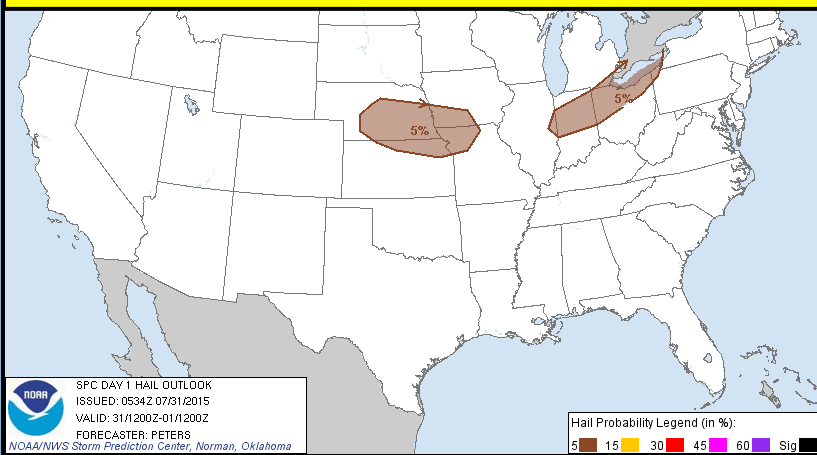 5%
5%
NOAA
SPC DAY 1 HAIL OUTLOOK
ISSUED: 0534Z 07/31/2015
VALID: 31/1200Z-01/1200Z
FORECASTER: PETERS
NOAA/NWS Storm Prediction Center, Norman, Oklahoma
Hail Probability Legend (in %):
5 15 30 45 60 Sig